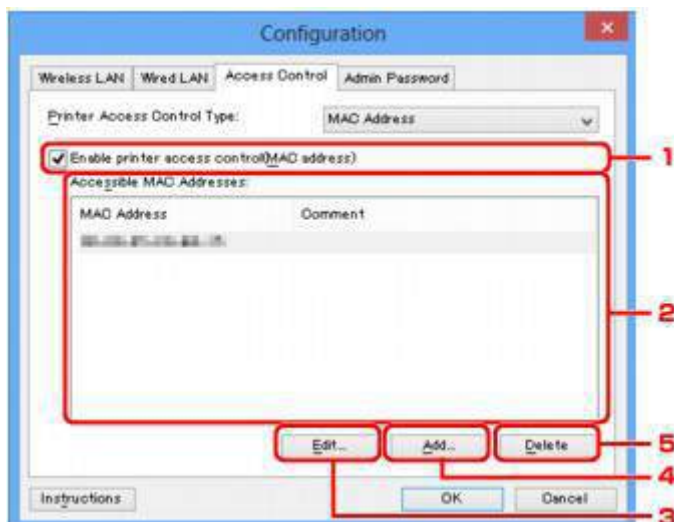 Configuration
Wireless LAN Wired LAN Access Control Admin Password
Printer Access Control Type: MAC Address
Enable printer access control(MAC address) 1
Accessible MAC Addresses:
MAC Address Comment
2
Edit... Add... Delete 5
4
Instructions OK Cancel
3